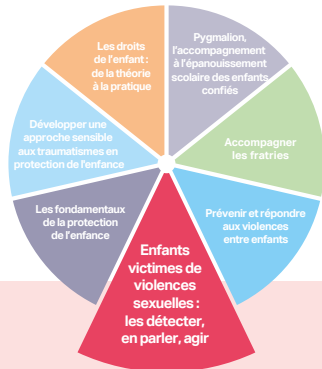 Les droits
de l'enfant :
de la théorie
à la pratique
Pygmalion,
l'accompagnement
à l'épanouissement
scolaire des enfants
confiés
Développer une
approche sensible
aux traumatismes en
protection de l'enfance
Accompagner
les fratries
Les fondamentaux
de la protection
de l'enfance
Prévenir et répondre
aux violences
entre enfants
Enfants
victimes de
violences
sexuelles :
les détecter,
en parler, agir